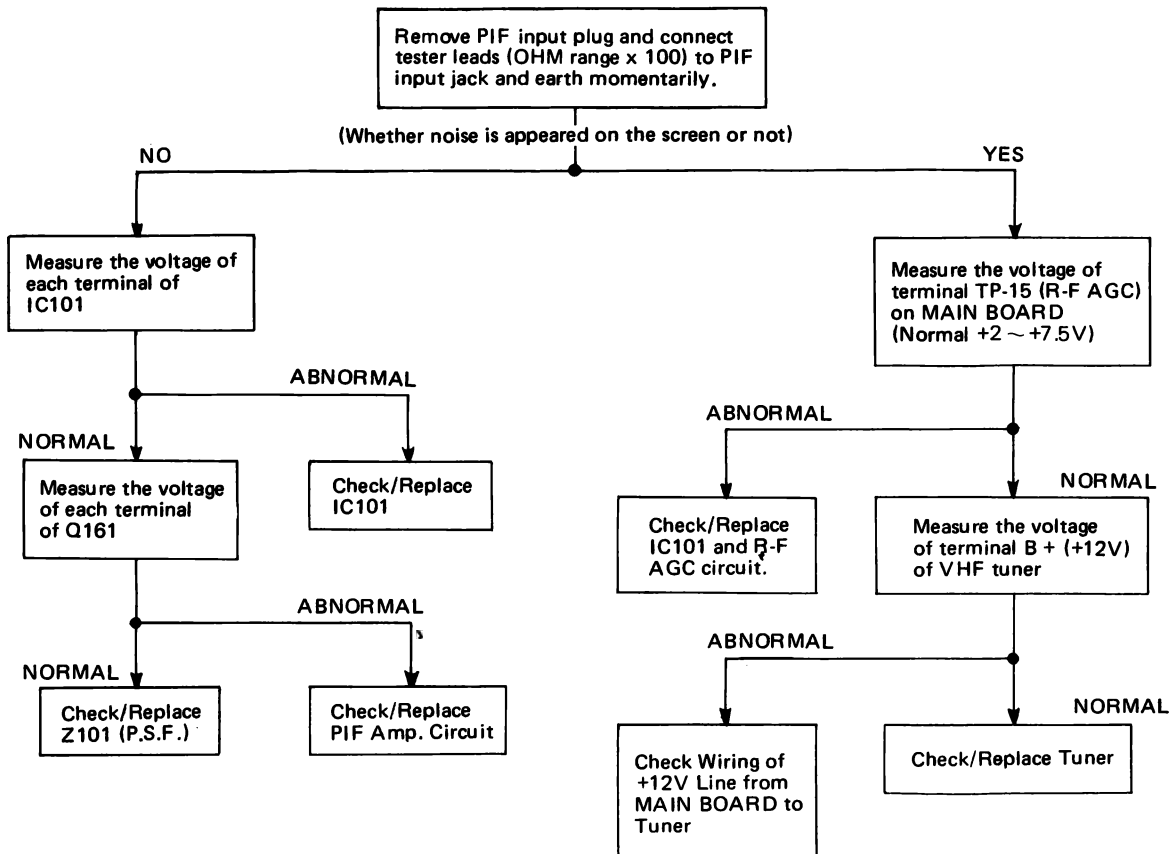 Remove PIF input plug and connect
tester leads (OHM range x 100) to PIF
input jack and earth momentarily.
(Whether noise is appeared on the screen or not)
NO
YES
Measure the voltage of
each terminal of
IC101
ABNORMAL
NORMAL
Measure the voltage
of each terminal
of Q161
Check/Replace
IC101
ABNORMAL
NORMAL
Check/Replace
Z101 (P.S.F.)
Check/Replace
PIF Amp. Circuit
Measure the voltage of
terminal TP-15 (R-F AGC)
on MAIN BOARD
(Normal +2 ~ +7.5V)
ABNORMAL
NORMAL
Check/Replace
IC101 and R-F
AGC circuit.
Measure the voltage
of terminal B + (+12V)
of VHF tuner
ABNORMAL
NORMAL
Check Wiring of
+12V Line from
MAIN BOARD to
Tuner
Check/Replace Tuner